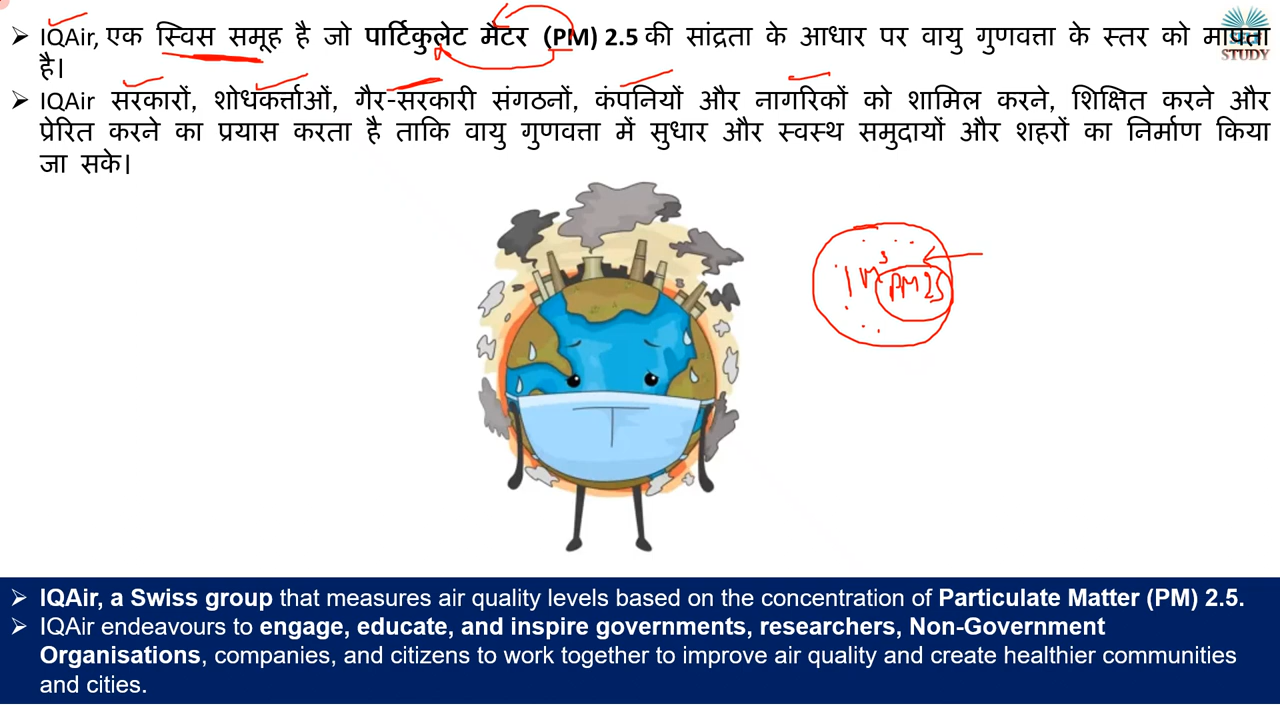 ➢ IQAir, एक स्विस समूह है जो पार्टिकुलेट मैटर (PM) 2.5 की सांद्रता के आधार पर वायु गुणवत्ता के स्तर को मापता
है।
➢ IQAir सरकारों, शोधकर्त्ताओं, गैर-सरकारी संगठनों, कंपनियों और नागरिकों को शामिल करने, शिक्षित करने और
प्रेरित करने का प्रयास करता है ताकि वायु गुणवत्ता में सुधार और स्वस्थ समुदायों और शहरों का निर्माण किया
जा सके।
STUDY
1 m³
PM 2.5
➢ IQAir, a Swiss group that measures air quality levels based on the concentration of Particulate Matter (PM) 2.5.
➢ IQAir endeavours to engage, educate, and inspire governments, researchers, Non-Government
Organisations, companies, and citizens to work together to improve air quality and create healthier communities
and cities.